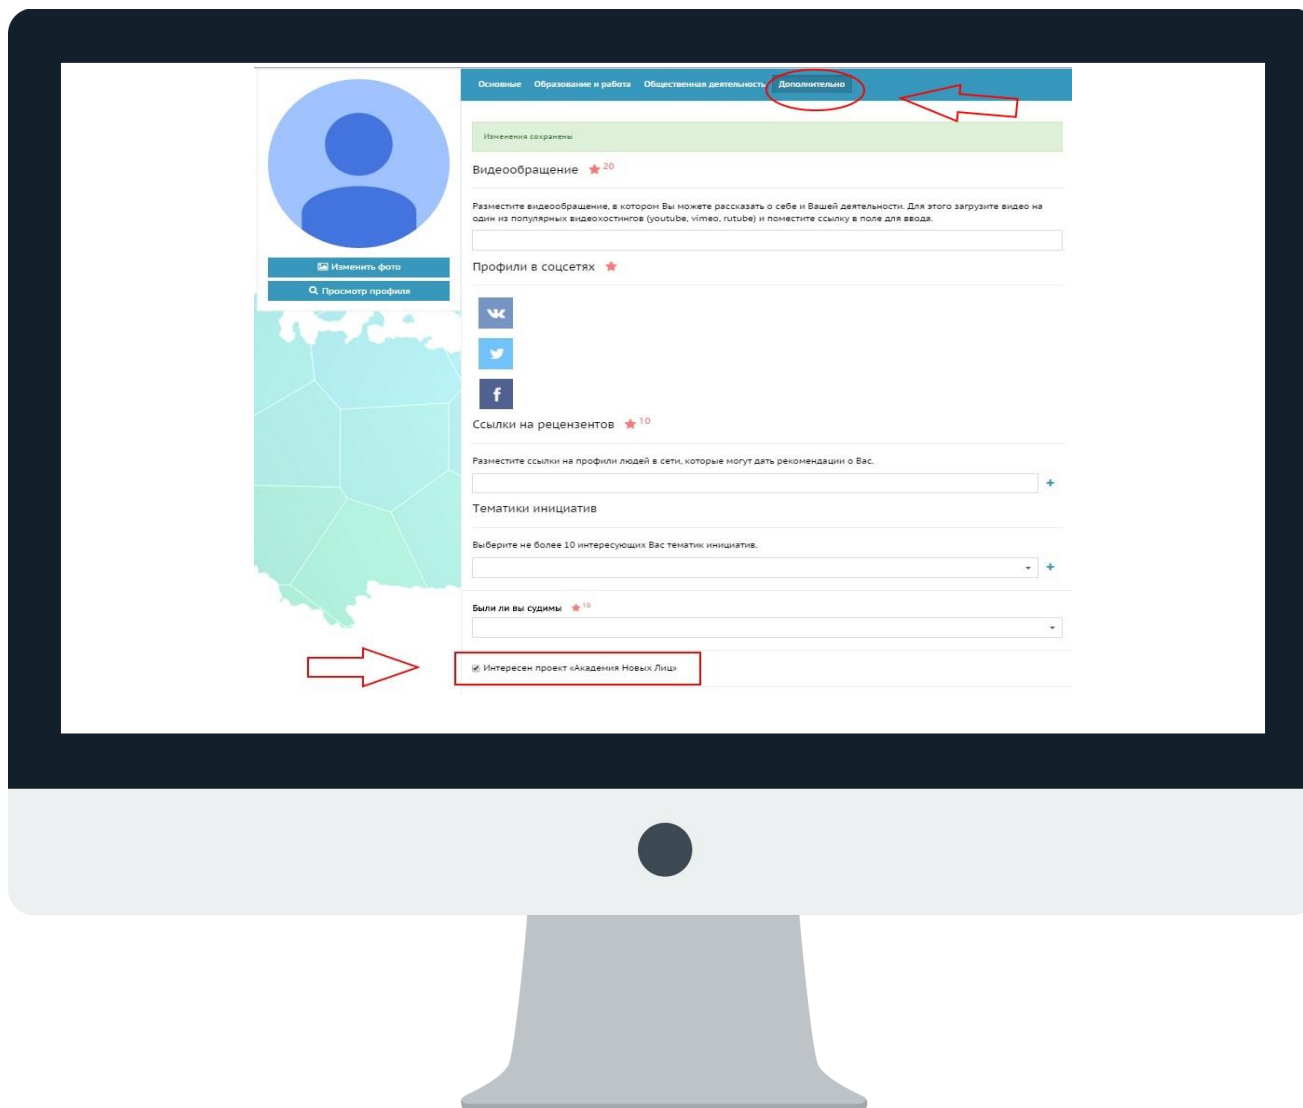 Основные Образование и работа Общественная деятельность Дополнительно
Изменения сохранены
Видеообращение 20
Разместите видеообращение, в котором Вы можете рассказать о себе и Вашей деятельности. Для этого загрузите видео на
один из популярных видеохостингов (youtube, vimeo, rutube) и поместите ссылку в поле для ввода.
Изменить фото
Просмотр профиля
Профили в соцсетях
Ссылки на рецензентов 10
Разместите ссылки на профили людей в сети, которые могут дать рекомендации о Вас.
Тематики инициатив
Выберите не более 10 интересующих Вас тематик инициатив.
Были ли вы судимы 10
Интересен проект «Академия Новых Лиц»